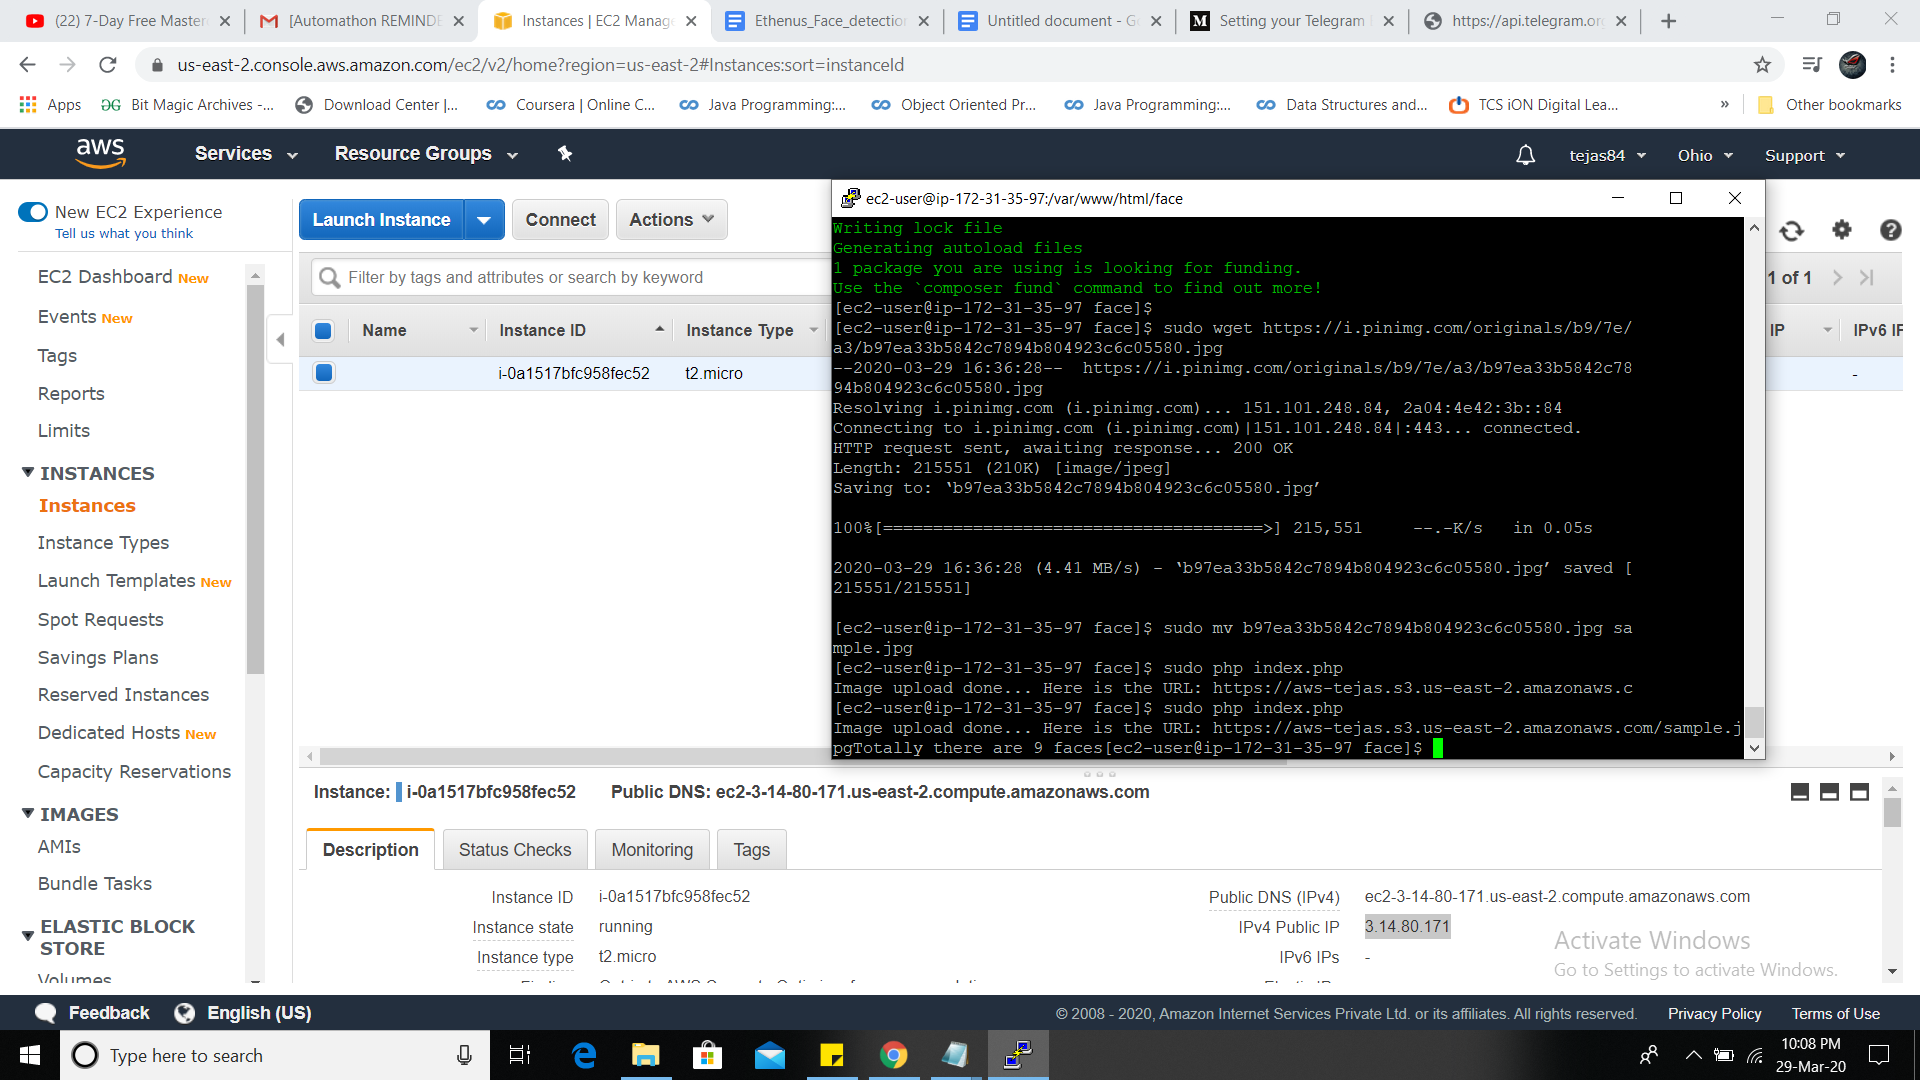 (22) 7-Day Free Master
[Automathon REMINDE
Instances | EC2 Manag
Ethenus_Face_detection
Untitled document - G
Setting your Telegram
https://api.telegram.or
us-east-2.console.aws.amazon.com/ec2/v2/home?region=us-east-2#Instances:sort=instanceId
Apps
Bit Magic Archives -...
Download Center |...
Coursera | Online C...
Java Programming:...
Object Oriented Pr...
Java Programming:...
Data Structures and...
TCS iON Digital Lea...
»
Other bookmarks
aws
Services
Resource Groups
tejas84
Ohio
Support
New EC2 Experience
Tell us what you think
EC2 Dashboard New
Events New
Tags
Reports
Limits
INSTANCES
Instances
Instance Types
Launch Templates New
Spot Requests
Savings Plans
Reserved Instances
Dedicated Hosts New
Capacity Reservations
IMAGES
AMIs
Bundle Tasks
ELASTIC BLOCK
STORE
Volumes
Launch Instance
Connect
Actions
Filter by tags and attributes or search by keyword
1 of 1
Name
Instance ID
Instance Type
IP
IPv6 IP
i-0a1517bfc958fec52
t2.micro
-
ec2-user@ip-172-31-35-97:/var/www/html/face
Writing lock file
Generating autoload files
1 package you are using is looking for funding.
Use the `composer fund` command to find out more!
[ec2-user@ip-172-31-35-97 face]$
[ec2-user@ip-172-31-35-97 face]$ sudo wget https://i.pinimg.com/originals/b9/7e/
a3/b97ea33b5842c7894b804923c6c05580.jpg
--2020-03-29 16:36:28--  https://i.pinimg.com/originals/b9/7e/a3/b97ea33b5842c78
94b804923c6c05580.jpg
Resolving i.pinimg.com (i.pinimg.com)... 151.101.248.84, 2a04:4e42:3b::84
Connecting to i.pinimg.com (i.pinimg.com)|151.101.248.84|:443... connected.
HTTP request sent, awaiting response... 200 OK
Length: 215551 (210K) [image/jpeg]
Saving to: ‘b97ea33b5842c7894b804923c6c05580.jpg’
100%[======================================>] 215,551     --.-K/s   in 0.05s
2020-03-29 16:36:28 (4.41 MB/s) - ‘b97ea33b5842c7894b804923c6c05580.jpg’ saved [
215551/215551]
[ec2-user@ip-172-31-35-97 face]$ sudo mv b97ea33b5842c7894b804923c6c05580.jpg sa
mple.jpg
[ec2-user@ip-172-31-35-97 face]$ sudo php index.php
Image upload done... Here is the URL: https://aws-tejas.s3.us-east-2.amazonaws.c
[ec2-user@ip-172-31-35-97 face]$ sudo php index.php
Image upload done... Here is the URL: https://aws-tejas.s3.us-east-2.amazonaws.com/sample.j
pgTotally there are 9 faces[ec2-user@ip-172-31-35-97 face]$
Instance: i-0a1517bfc958fec52
Public DNS: ec2-3-14-80-171.us-east-2.compute.amazonaws.com
Description
Status Checks
Monitoring
Tags
Instance ID
i-0a1517bfc958fec52
Public DNS (IPv4)
ec2-3-14-80-171.us-east-2.compute.amazonaws.com
Instance state
running
IPv4 Public IP
3.14.80.171
Instance type
t2.micro
IPv6 IPs
-
Activate Windows
Go to Settings to activate Windows.
Feedback
English (US)
© 2008 - 2020, Amazon Internet Services Private Ltd. or its affiliates. All rights reserved.
Privacy Policy
Terms of Use
Type here to search
10:08 PM
29-Mar-20